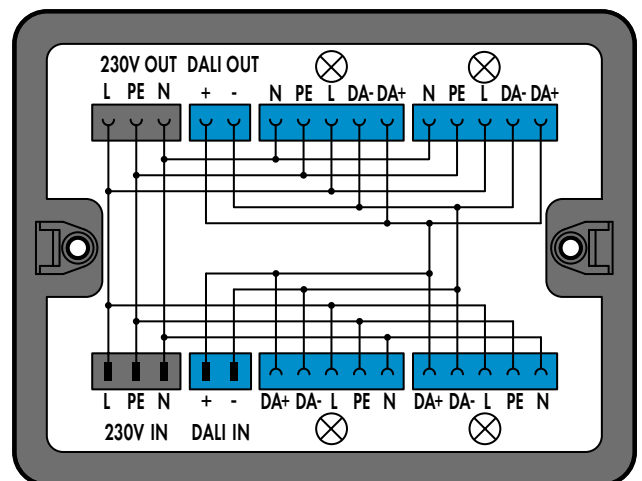 230V OUT DALI OUT
L PE N + - N PE L DA- DA+ N PE L DA- DA+
L PE N + - DA+ DA- L PE N DA+ DA- L PE N
230V IN DALI IN